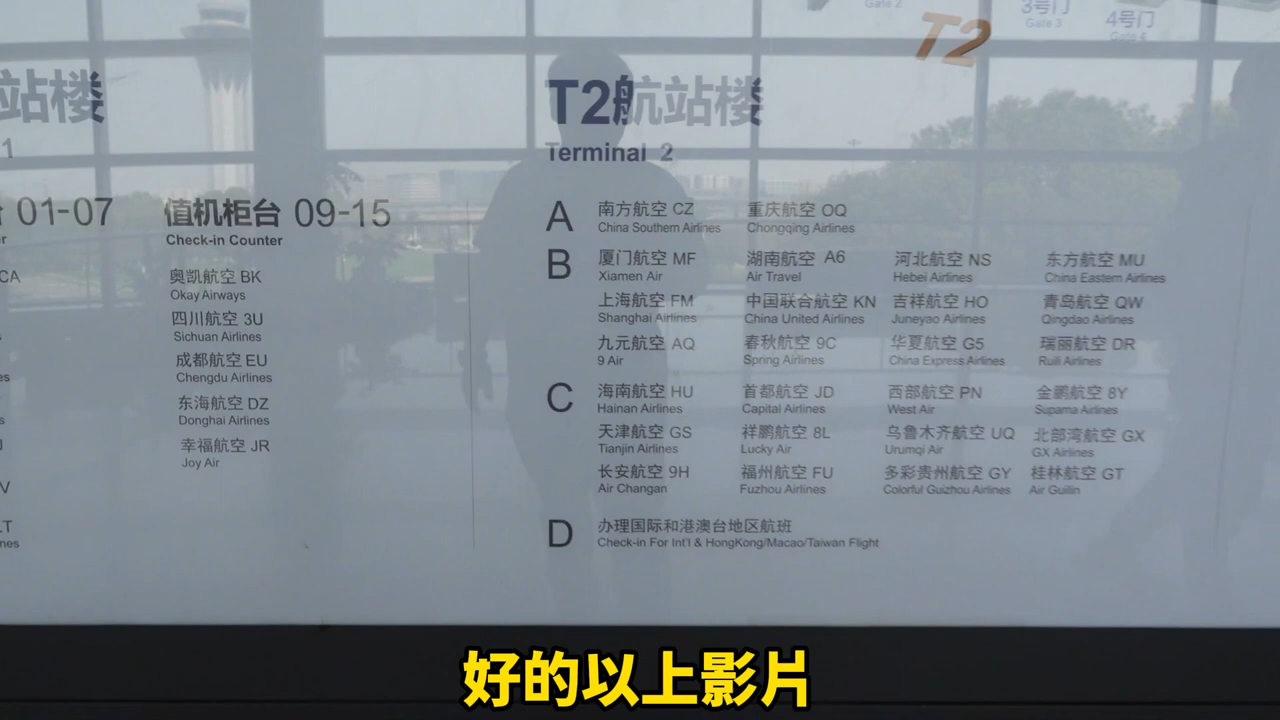 Gate 2
3号门
Gate 3
4号门
Gate 4
T2
站楼
1
01-07
CA
值机柜台 09-15
Check-in Counter
奥凯航空 BK
Okay Airways
四川航空 3U
Sichuan Airlines
成都航空 EU
Chengdu Airlines
东海航空 DZ
Donghai Airlines
幸福航空 JR
Joy Air
T2航站楼
Terminal 2
A
南方航空 CZ 重庆航空 OQ
China Southern Airlines Chongqing Airlines
B
厦门航空 MF 湖南航空 A6 河北航空 NS 东方航空 MU
Xiamen Air Air Travel Hebei Airlines China Eastern Airlines
上海航空 FM 中国联合航空 KN 吉祥航空 HO 青岛航空 QW
Shanghai Airlines China United Airlines Juneyao Airlines Qingdao Airlines
九元航空 AQ 春秋航空 9C 华夏航空 G5 瑞丽航空 DR
9 Air Spring Airlines China Express Airlines Ruili Airlines
C
海南航空 HU 首都航空 JD 西部航空 PN 金鹏航空 8Y
Hainan Airlines Capital Airlines West Air Suparna Airlines
天津航空 GS 祥鹏航空 8L 乌鲁木齐航空 UQ 北部湾航空 GX
Tianjin Airlines Lucky Air Urumqi Air GX Airlines
长安航空 9H 福州航空 FU 多彩贵州航空 GY 桂林航空 GT
Air Changan Fuzhou Airlines Colorful Guizhou Airlines Air Guilin
D
办理国际和港澳台地区航班
Check-in For Int'l & HongKong/Macao/Taiwan Flight
好的以上影片